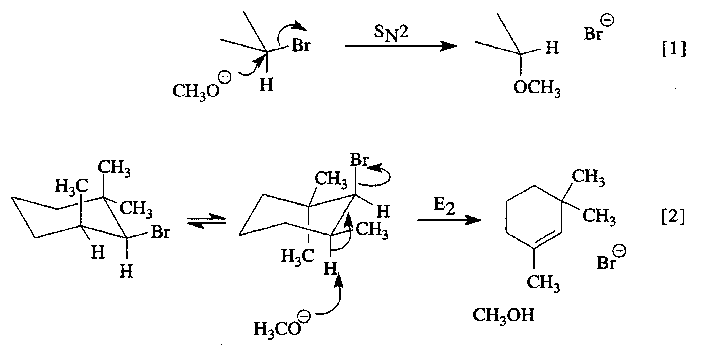 Br S_N2 Br⊖ [1]
H
CH₃O⊖ H OCH₃
Br
CH₃ CH₃
H₃C CH₃
CH₃ H E₂ CH₃ [2]
Br CH₃
H H₃C H Br⊖
H CH₃
H₃CO⊖ CH₃OH